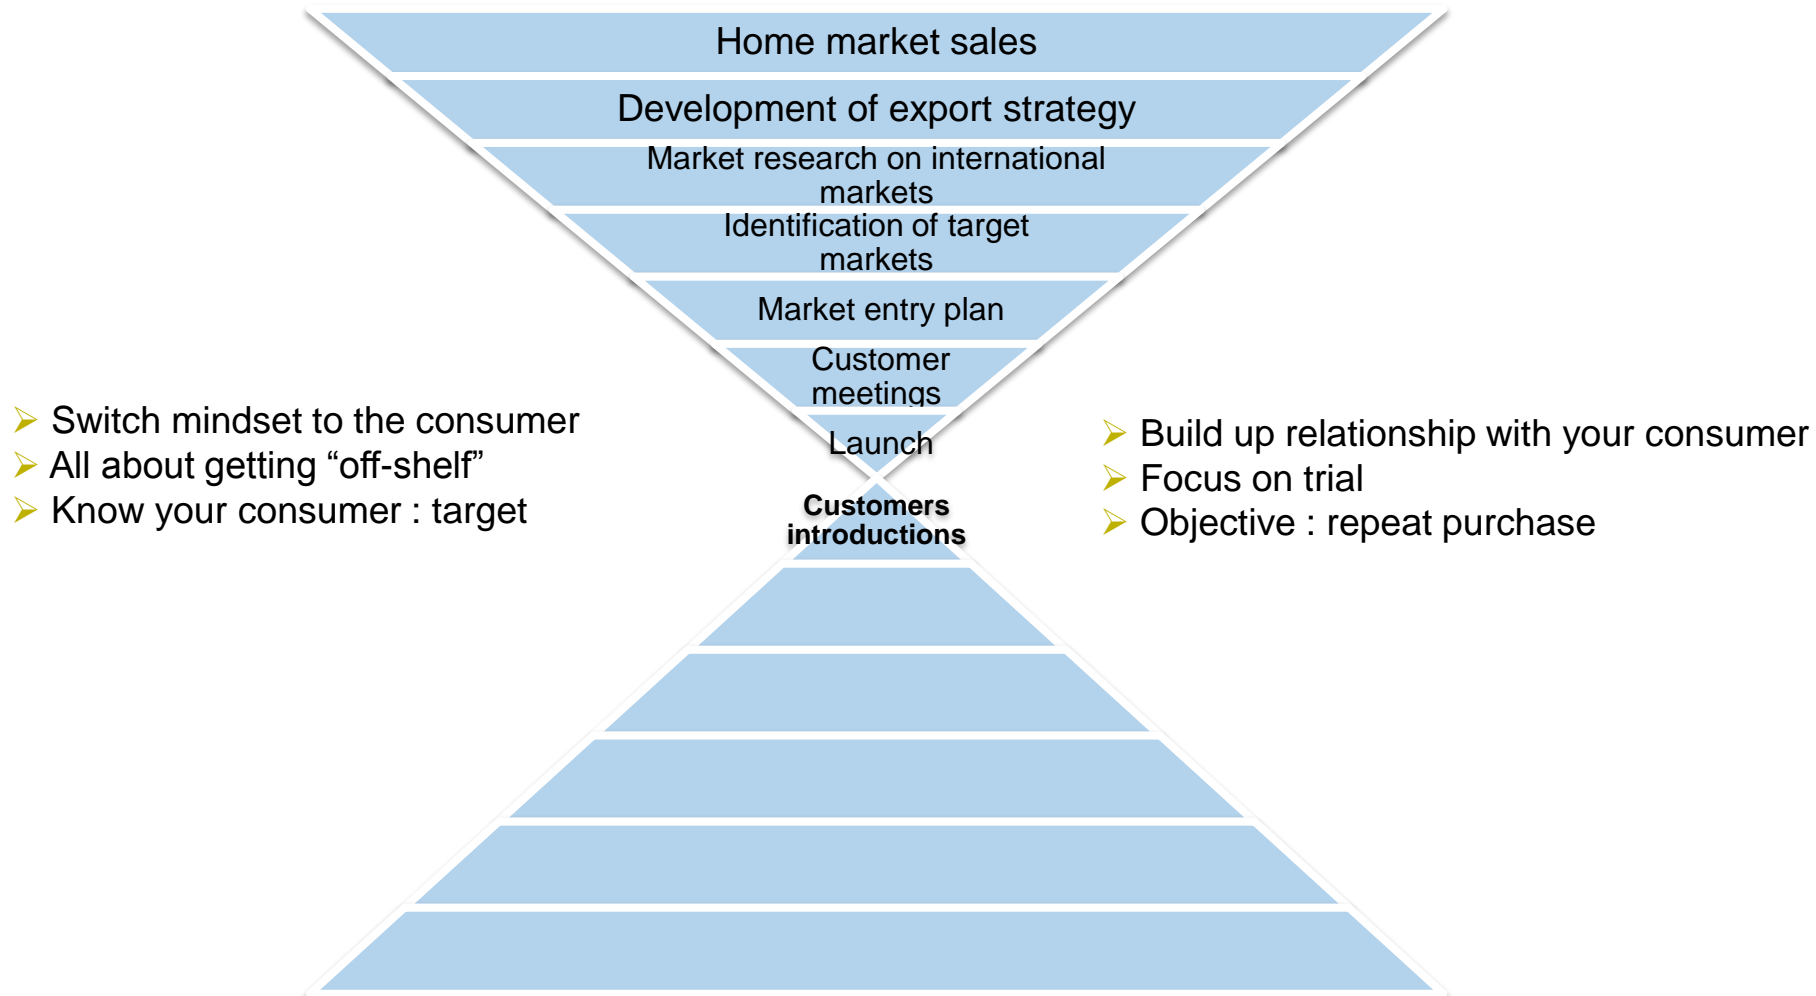 Home market sales
Development of export strategy
Market research on international
markets
Identification of target
markets
Market entry plan
Customer
meetings
Launch
Customers
introductions
➢ Switch mindset to the consumer
➢ All about getting “off-shelf”
➢ Know your consumer : target
➢ Build up relationship with your consumer
➢ Focus on trial
➢ Objective : repeat purchase